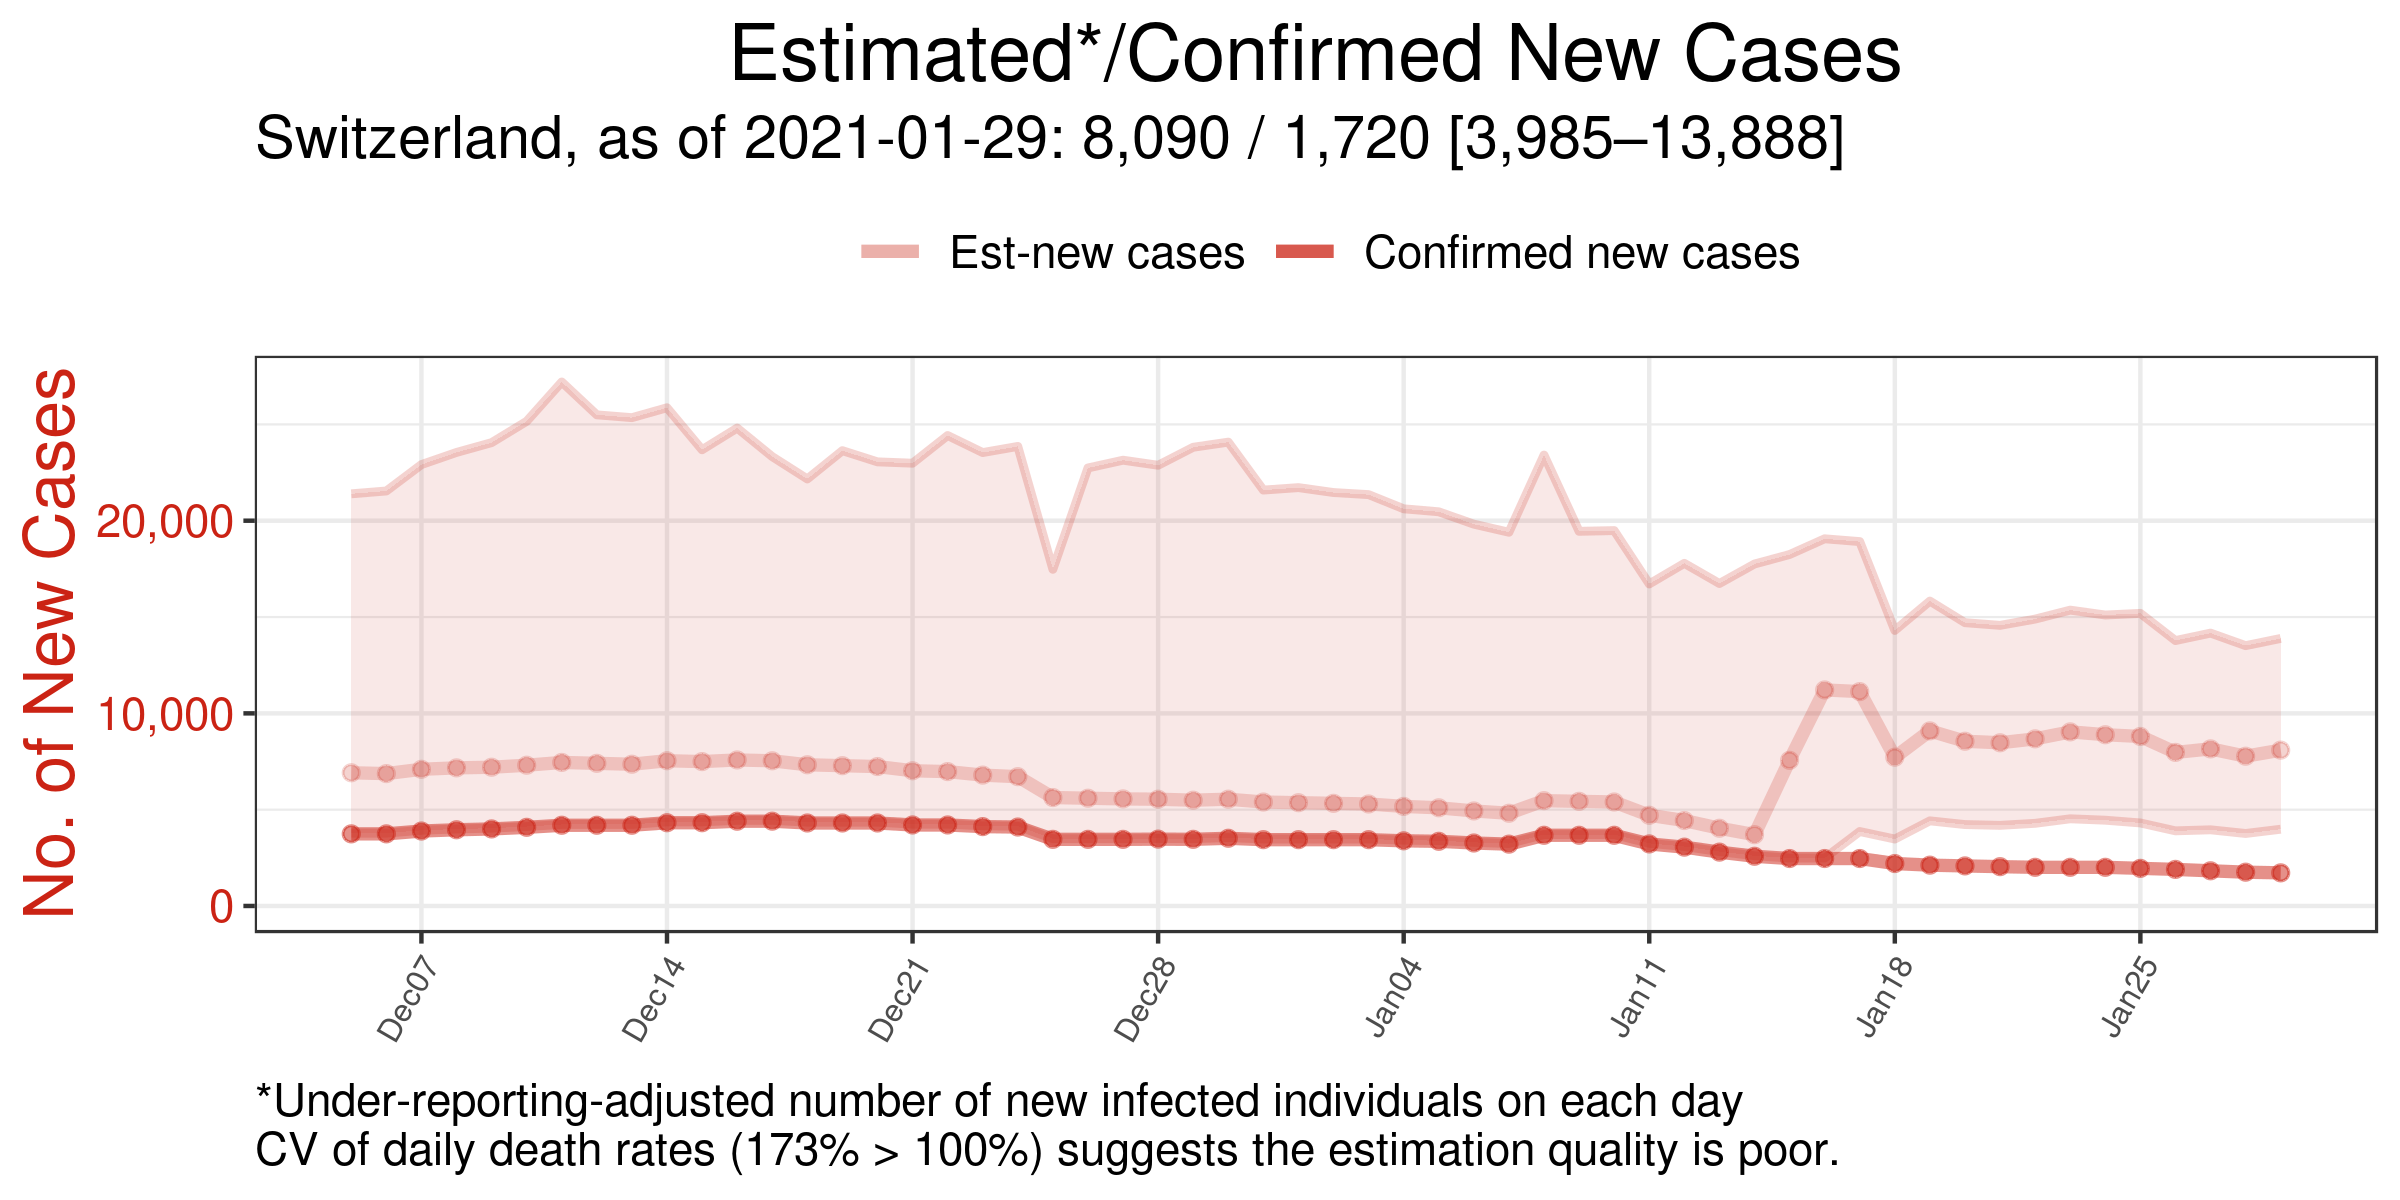 Estimated*/Confirmed New Cases
Switzerland, as of 2021-01-29: 8,090 / 1,720 [3,985–13,888]
Est-new cases
Confirmed new cases
No. of New Cases
20,000
10,000
0
Dec07
Dec14
Dec21
Dec28
Jan04
Jan11
Jan18
Jan25
*Under-reporting-adjusted number of new infected individuals on each day
CV of daily death rates (173% > 100%) suggests the estimation quality is poor.